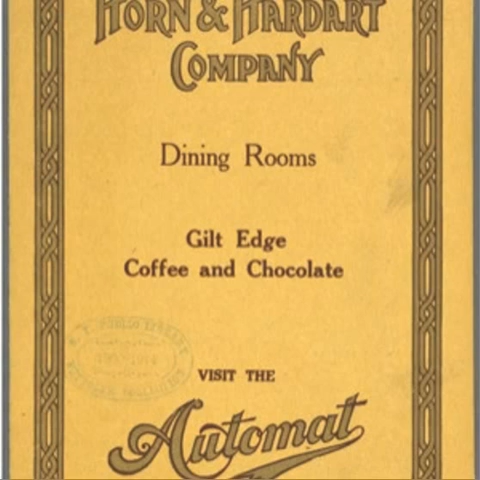 HORN & HARDART
COMPANY
Dining Rooms
Gilt Edge
Coffee and Chocolate
VISIT THE
Automat